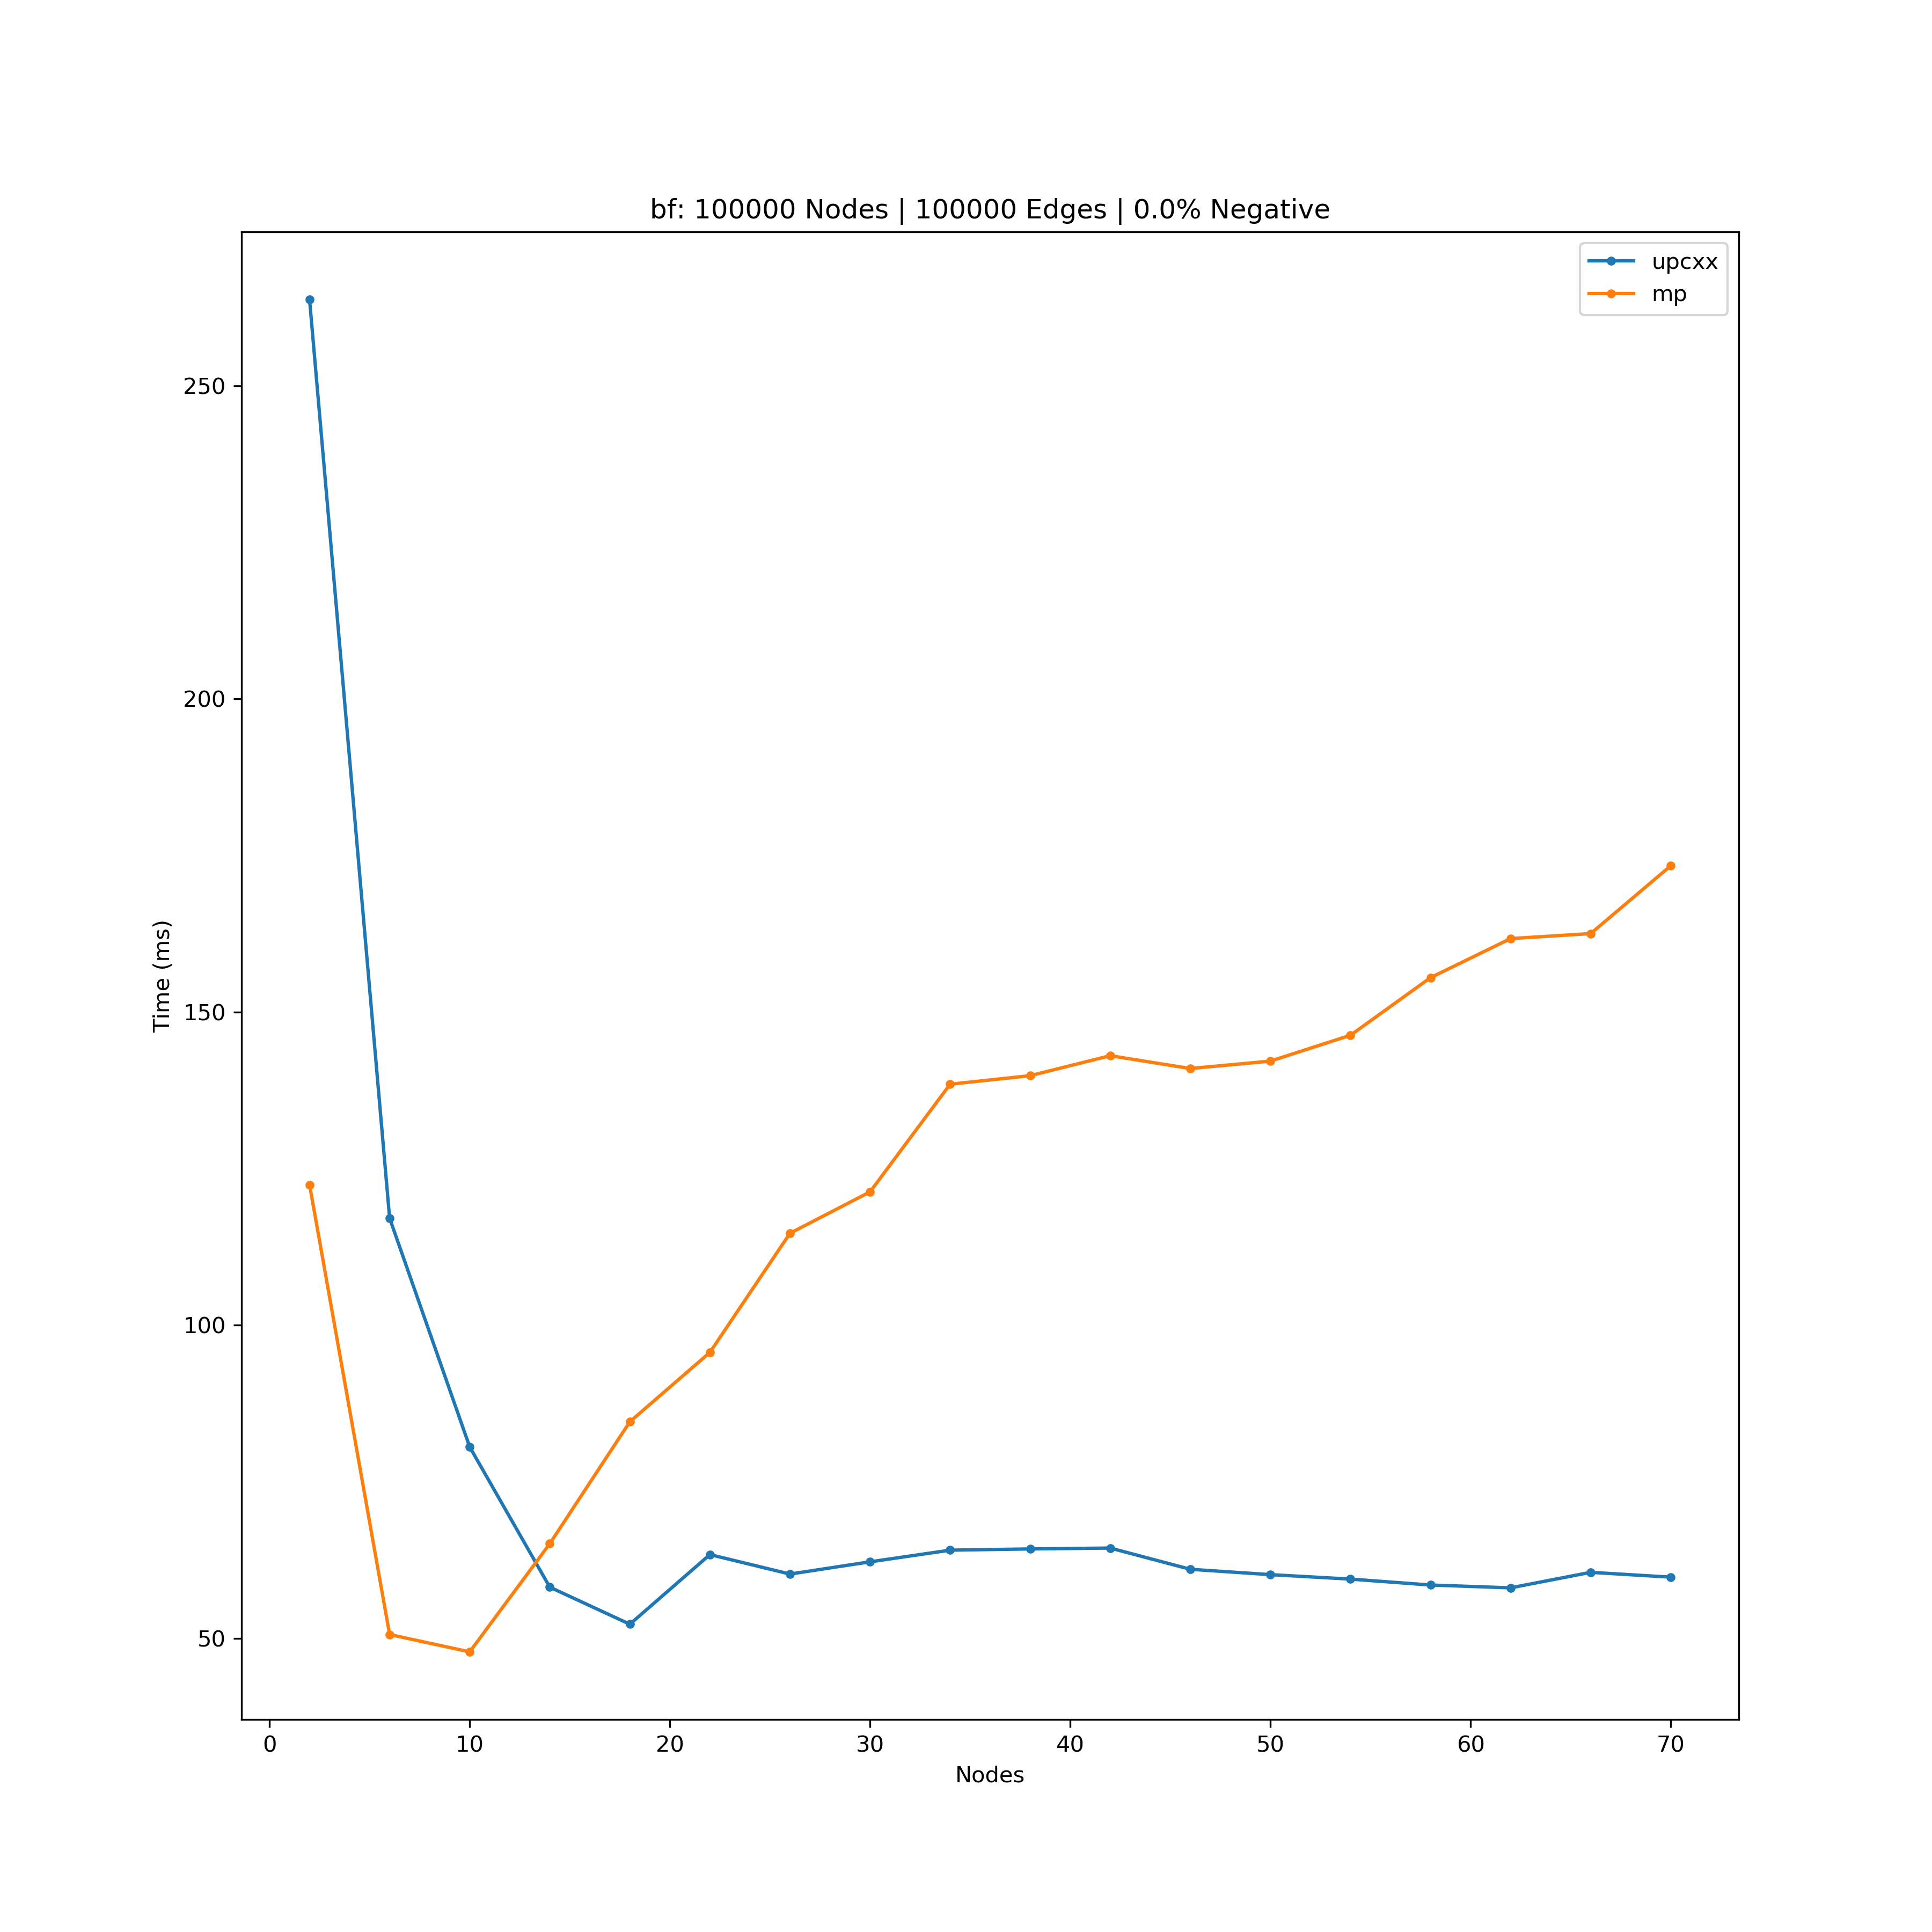 bf: 100000 Nodes | 100000 Edges | 0.0% Negative
upcxx
mp
250
200
150
100
50
Time (ms)
0 10 20 30 40 50 60 70
Nodes